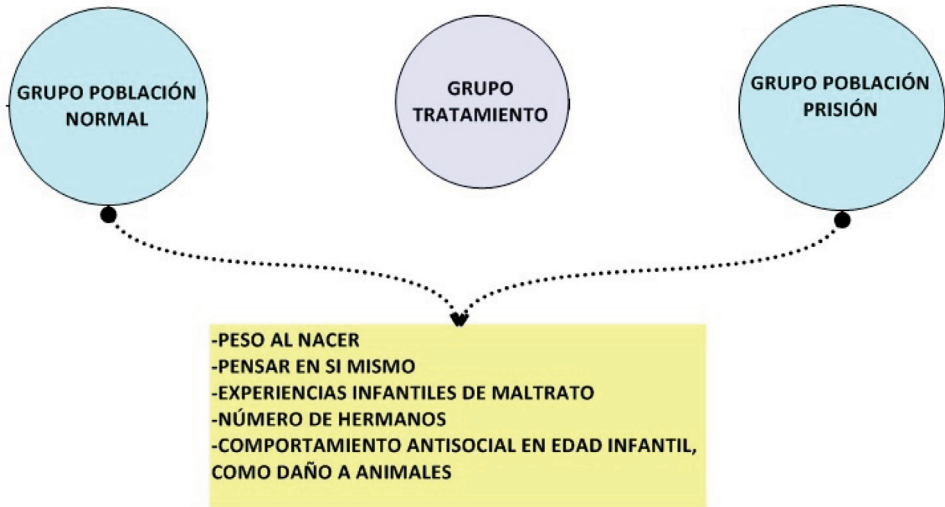 GRUPO POBLACIÓN
NORMAL
GRUPO
TRATAMIENTO
GRUPO POBLACIÓN
PRISIÓN
-PESO AL NACER
-PENSAR EN SI MISMO
-EXPERIENCIAS INFANTILES DE MALTRATO
-NÚMERO DE HERMANOS
-COMPORTAMIENTO ANTISOCIAL EN EDAD INFANTIL,
COMO DAÑO A ANIMALES